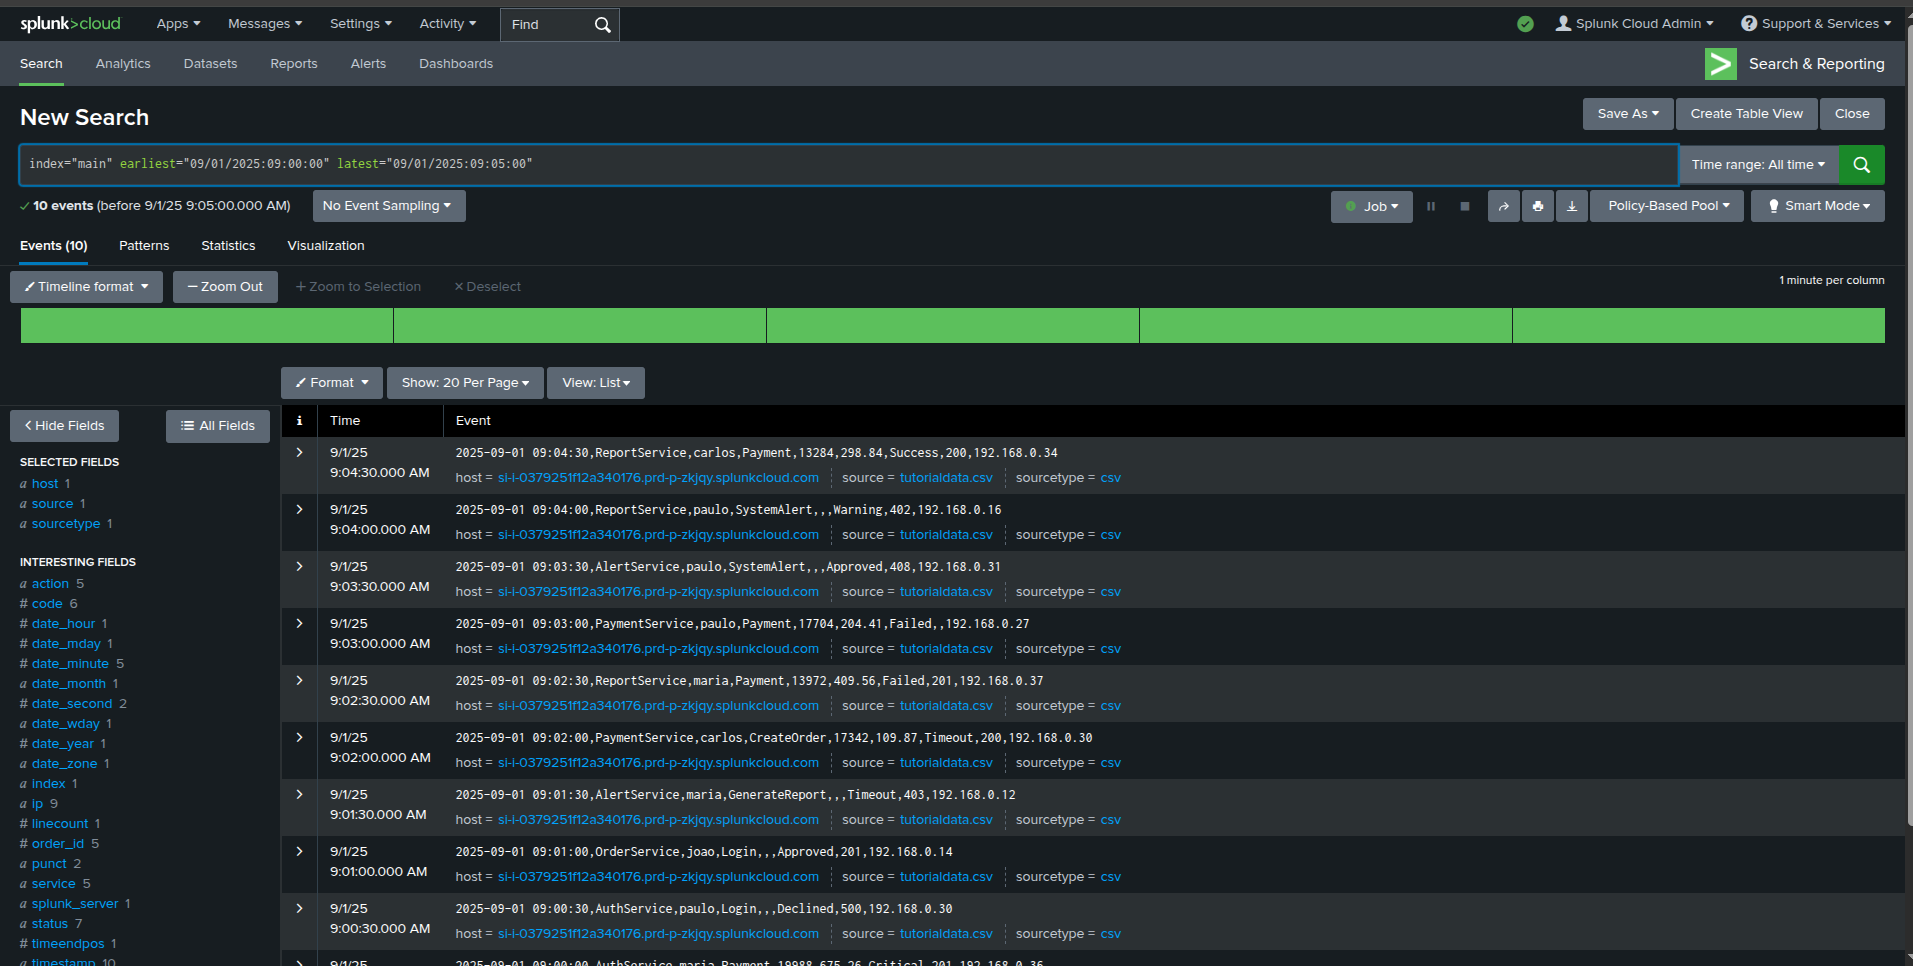 splunk>cloud Apps Messages Settings Activity Find Splunk Cloud Admin Support & Services
Search Analytics Datasets Reports Alerts Dashboards Search & Reporting
New Search Save As Create Table View Close
index="main" earliest="09/01/2025:09:00:00" latest="09/01/2025:09:05:00" Time range: All time
10 events (before 9/1/25 9:05:00.000 AM) No Event Sampling Job Policy-Based Pool Smart Mode
Events (10) Patterns Statistics Visualization
Timeline format Zoom Out + Zoom to Selection × Deselect 1 minute per column
Format Show: 20 Per Page View: List
Hide Fields All Fields
SELECTED FIELDS
a host 1
a source 1
a sourcetype 1
INTERESTING FIELDS
a action 5
# code 6
# date_hour 1
# date_mday 1
# date_minute 5
a date_month 1
# date_second 2
a date_wday 1
# date_year 1
a date_zone 1
a index 1
a ip 9
# linecount 1
# order_id 5
a punct 2
a service 5
a splunk_server 1
a status 7
# timeendpos 1
a timestamp 10
i Time Event
9/1/25 2025-09-01 09:04:30,ReportService,carlos,Payment,13284,298.84,Success,200,192.168.0.34
9:04:30.000 AM host = si-i-0379251f12a340176.prd-p-zkjqy.splunkcloud.com source = tutorialdata.csv sourcetype = csv
9/1/25 2025-09-01 09:04:00,ReportService,paulo,SystemAlert,,,Warning,402,192.168.0.16
9:04:00.000 AM host = si-i-0379251f12a340176.prd-p-zkjqy.splunkcloud.com source = tutorialdata.csv sourcetype = csv
9/1/25 2025-09-01 09:03:30,AlertService,paulo,SystemAlert,,,Approved,408,192.168.0.31
9:03:30.000 AM host = si-i-0379251f12a340176.prd-p-zkjqy.splunkcloud.com source = tutorialdata.csv sourcetype = csv
9/1/25 2025-09-01 09:03:00,PaymentService,paulo,Payment,17704,204.41,Failed,,192.168.0.27
9:03:00.000 AM host = si-i-0379251f12a340176.prd-p-zkjqy.splunkcloud.com source = tutorialdata.csv sourcetype = csv
9/1/25 2025-09-01 09:02:30,ReportService,maria,Payment,13972,409.56,Failed,201,192.168.0.37
9:02:30.000 AM host = si-i-0379251f12a340176.prd-p-zkjqy.splunkcloud.com source = tutorialdata.csv sourcetype = csv
9/1/25 2025-09-01 09:02:00,PaymentService,carlos,CreateOrder,17342,109.87,Timeout,200,192.168.0.30
9:02:00.000 AM host = si-i-0379251f12a340176.prd-p-zkjqy.splunkcloud.com source = tutorialdata.csv sourcetype = csv
9/1/25 2025-09-01 09:01:30,AlertService,maria,GenerateReport,,,Timeout,403,192.168.0.12
9:01:30.000 AM host = si-i-0379251f12a340176.prd-p-zkjqy.splunkcloud.com source = tutorialdata.csv sourcetype = csv
9/1/25 2025-09-01 09:01:00,OrderService,joao,Login,,,Approved,201,192.168.0.14
9:01:00.000 AM host = si-i-0379251f12a340176.prd-p-zkjqy.splunkcloud.com source = tutorialdata.csv sourcetype = csv
9/1/25 2025-09-01 09:00:30,AuthService,paulo,Login,,,Declined,500,192.168.0.30
9:00:30.000 AM host = si-i-0379251f12a340176.prd-p-zkjqy.splunkcloud.com source = tutorialdata.csv sourcetype = csv
9/1/25 2025-09-01 09:00:00,AuthService,maria,Payment,19988,675.26,Critical,201,192.168.0.36